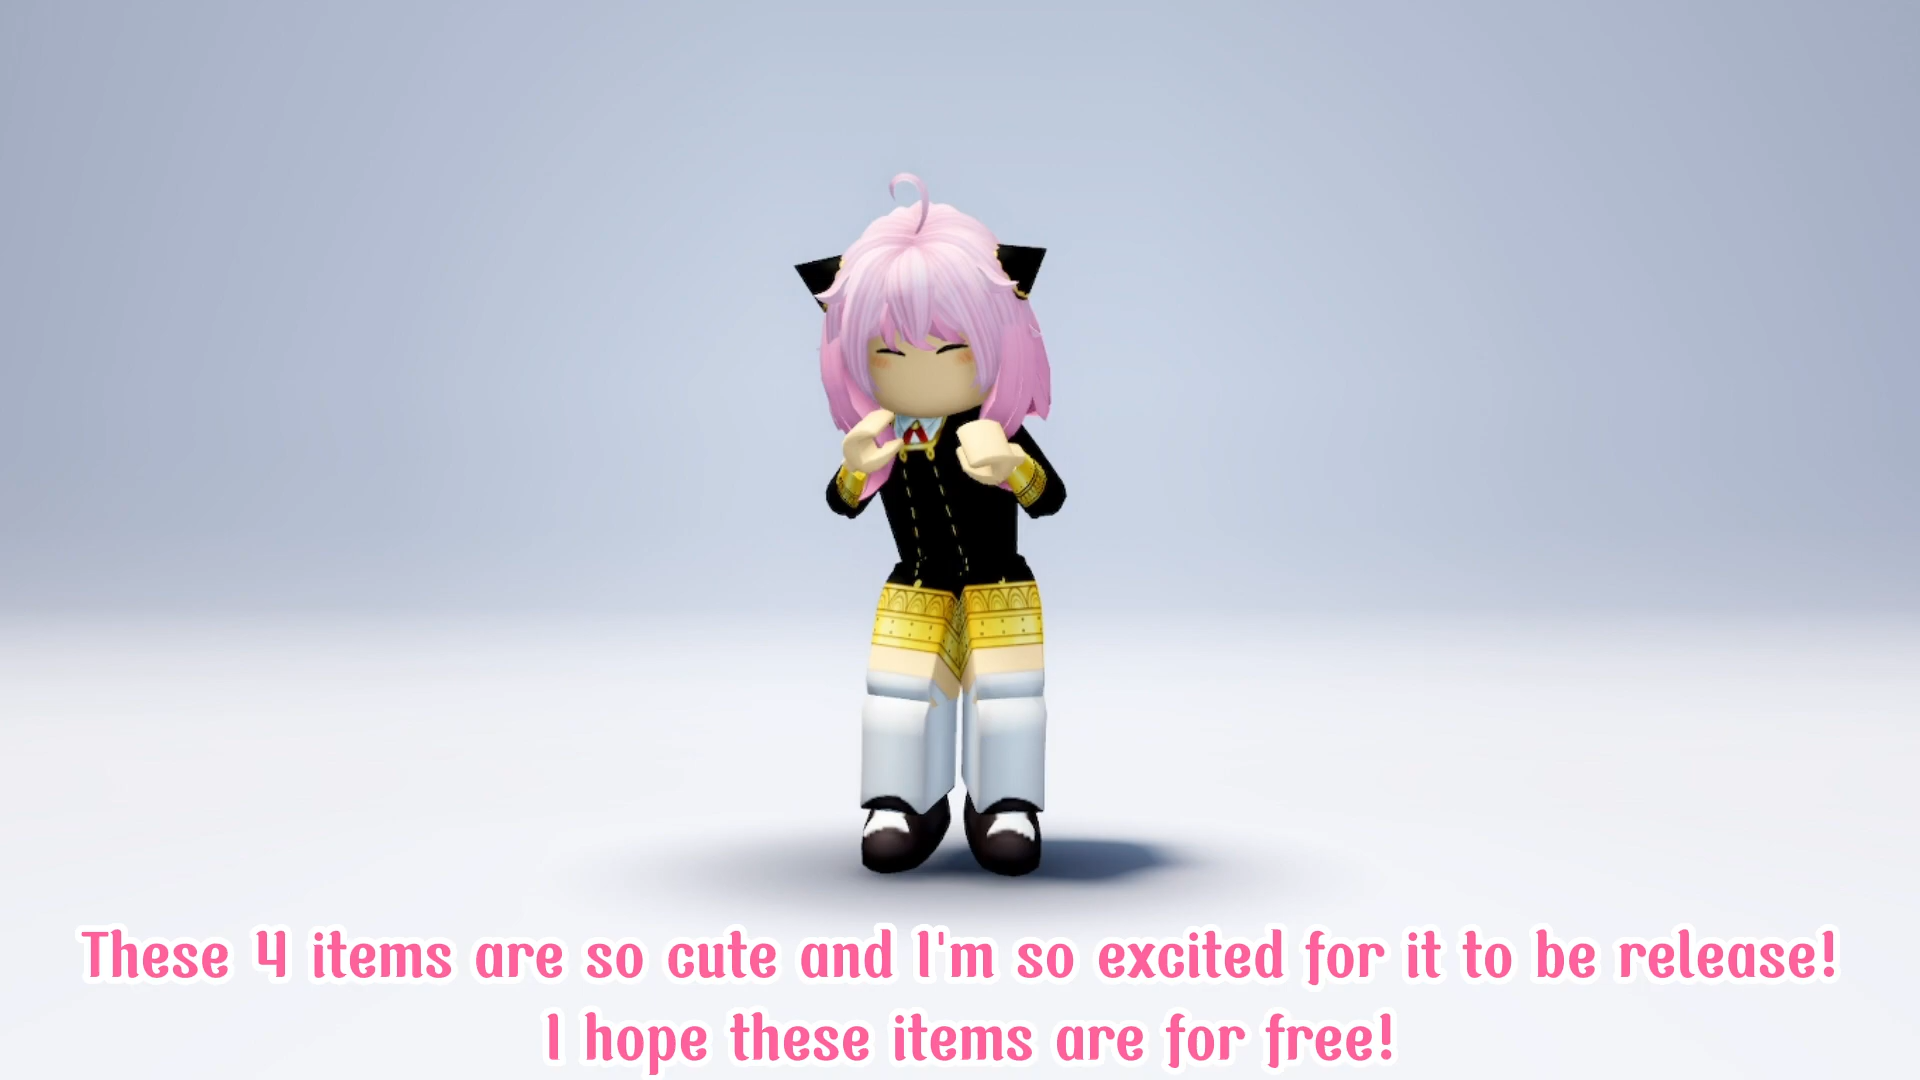 These 4 items are so cute and I'm so excited for it to be release!
I hope these items are for free!